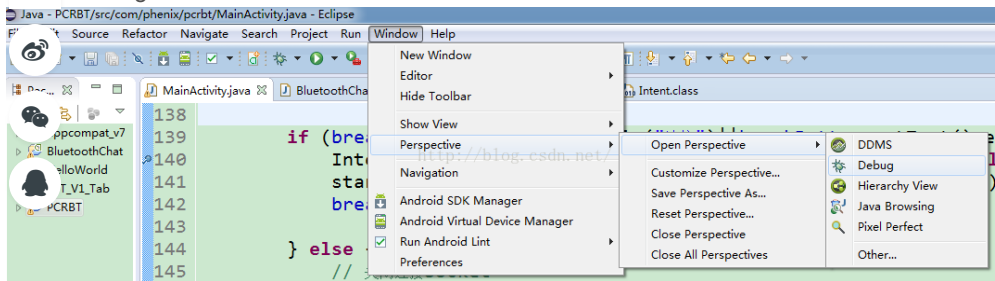 Java - PCRBT/src/com/phenix/pcrbt/MainActivity.java - Eclipse
Source Refactor Navigate Search Project Run Window Help
MainActivity.java BluetoothCha Intent.class
New Window
Editor
Hide Toolbar
Show View
Perspective
Navigation
Android SDK Manager
Android Virtual Device Manager
Run Android Lint
Preferences
Open Perspective
Customize Perspective...
Save Perspective As...
Reset Perspective...
Close Perspective
Close All Perspectives
DDMS
Debug
Hierarchy View
Java Browsing
Pixel Perfect
Other...
ppcompat_v7
BluetoothChat
elloWorld
T_V1_Tab
PCRBT
138
139 if (brea
140 Inte
141 star
142 brea
143
144 } else {
145 //
http://blog.csdn.net/